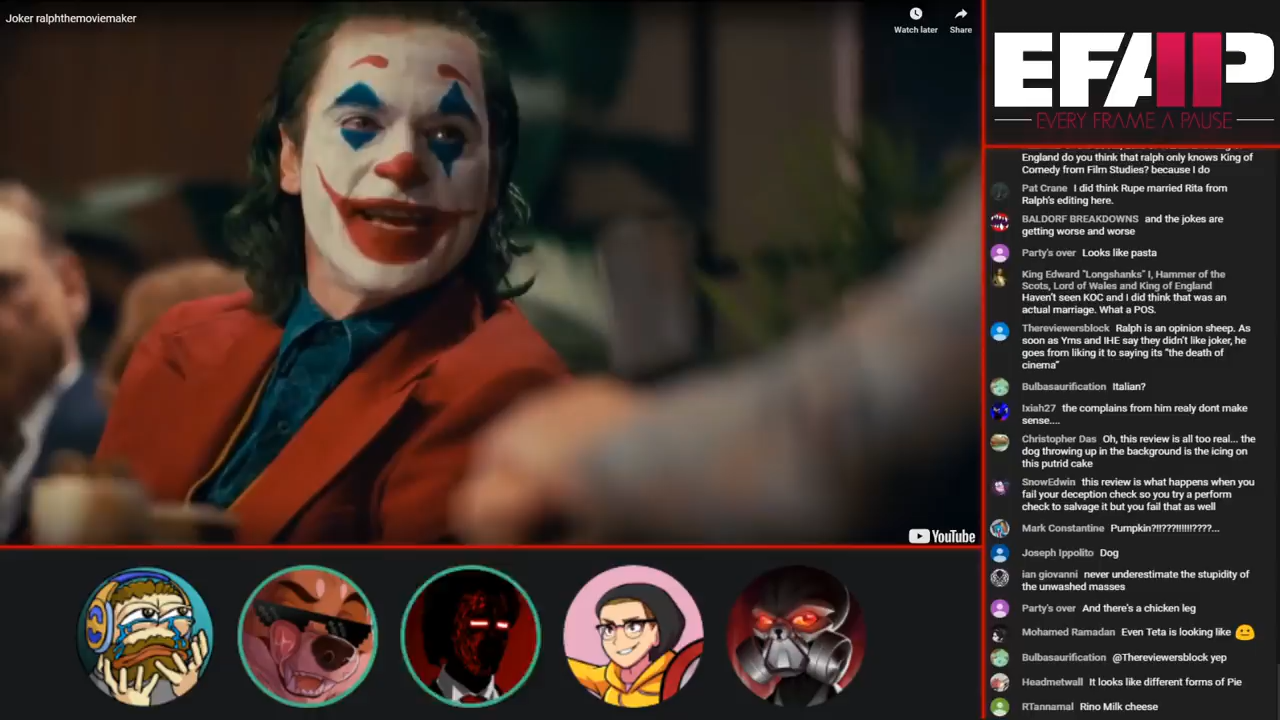 Joker ralphthemoviemaker
Watch later
Share
YouTube
EFAP
EVERY FRAME A PAUSE
England do you think that ralph only knows King of
Comedy from Film Studies? because I do
Pat Crane I did think Rupe married Rita from
Ralph's editing here.
BALDORF BREAKDOWNS and the jokes are
getting worse and worse
Party's over Looks like pasta
King Edward "Longshanks" I, Hammer of the
Scots, Lord of Wales and King of England
Haven't seen KOC and I did think that was an
actual marriage. What a POS.
Thereviewersblock Ralph is an opinion sheep. As
soon as Yms and IHE say they didn't like joker, he
goes from liking it to saying its "the death of
cinema"
Bulbasaurification Italian?
Ixiah27 the complains from him realy dont make
sense....
Christopher Das Oh, this review is all too real... the
dog throwing up in the background is the icing on
this putrid cake
SnowEdwin this review is what happens when you
fail your deception check so you try a perform
check to salvage it but you fail that as well
Mark Constantine Pumpkin?!!???!!!!!!????...
Joseph Ippolito Dog
ian giovanni never underestimate the stupidity of
the unwashed masses
Party's over And there's a chicken leg
Mohamed Ramadan Even Teta is looking like 😐
Bulbasaurification @Thereviewersblock yep
Headmetwall It looks like different forms of Pie
RTannamal Rino Milk cheese